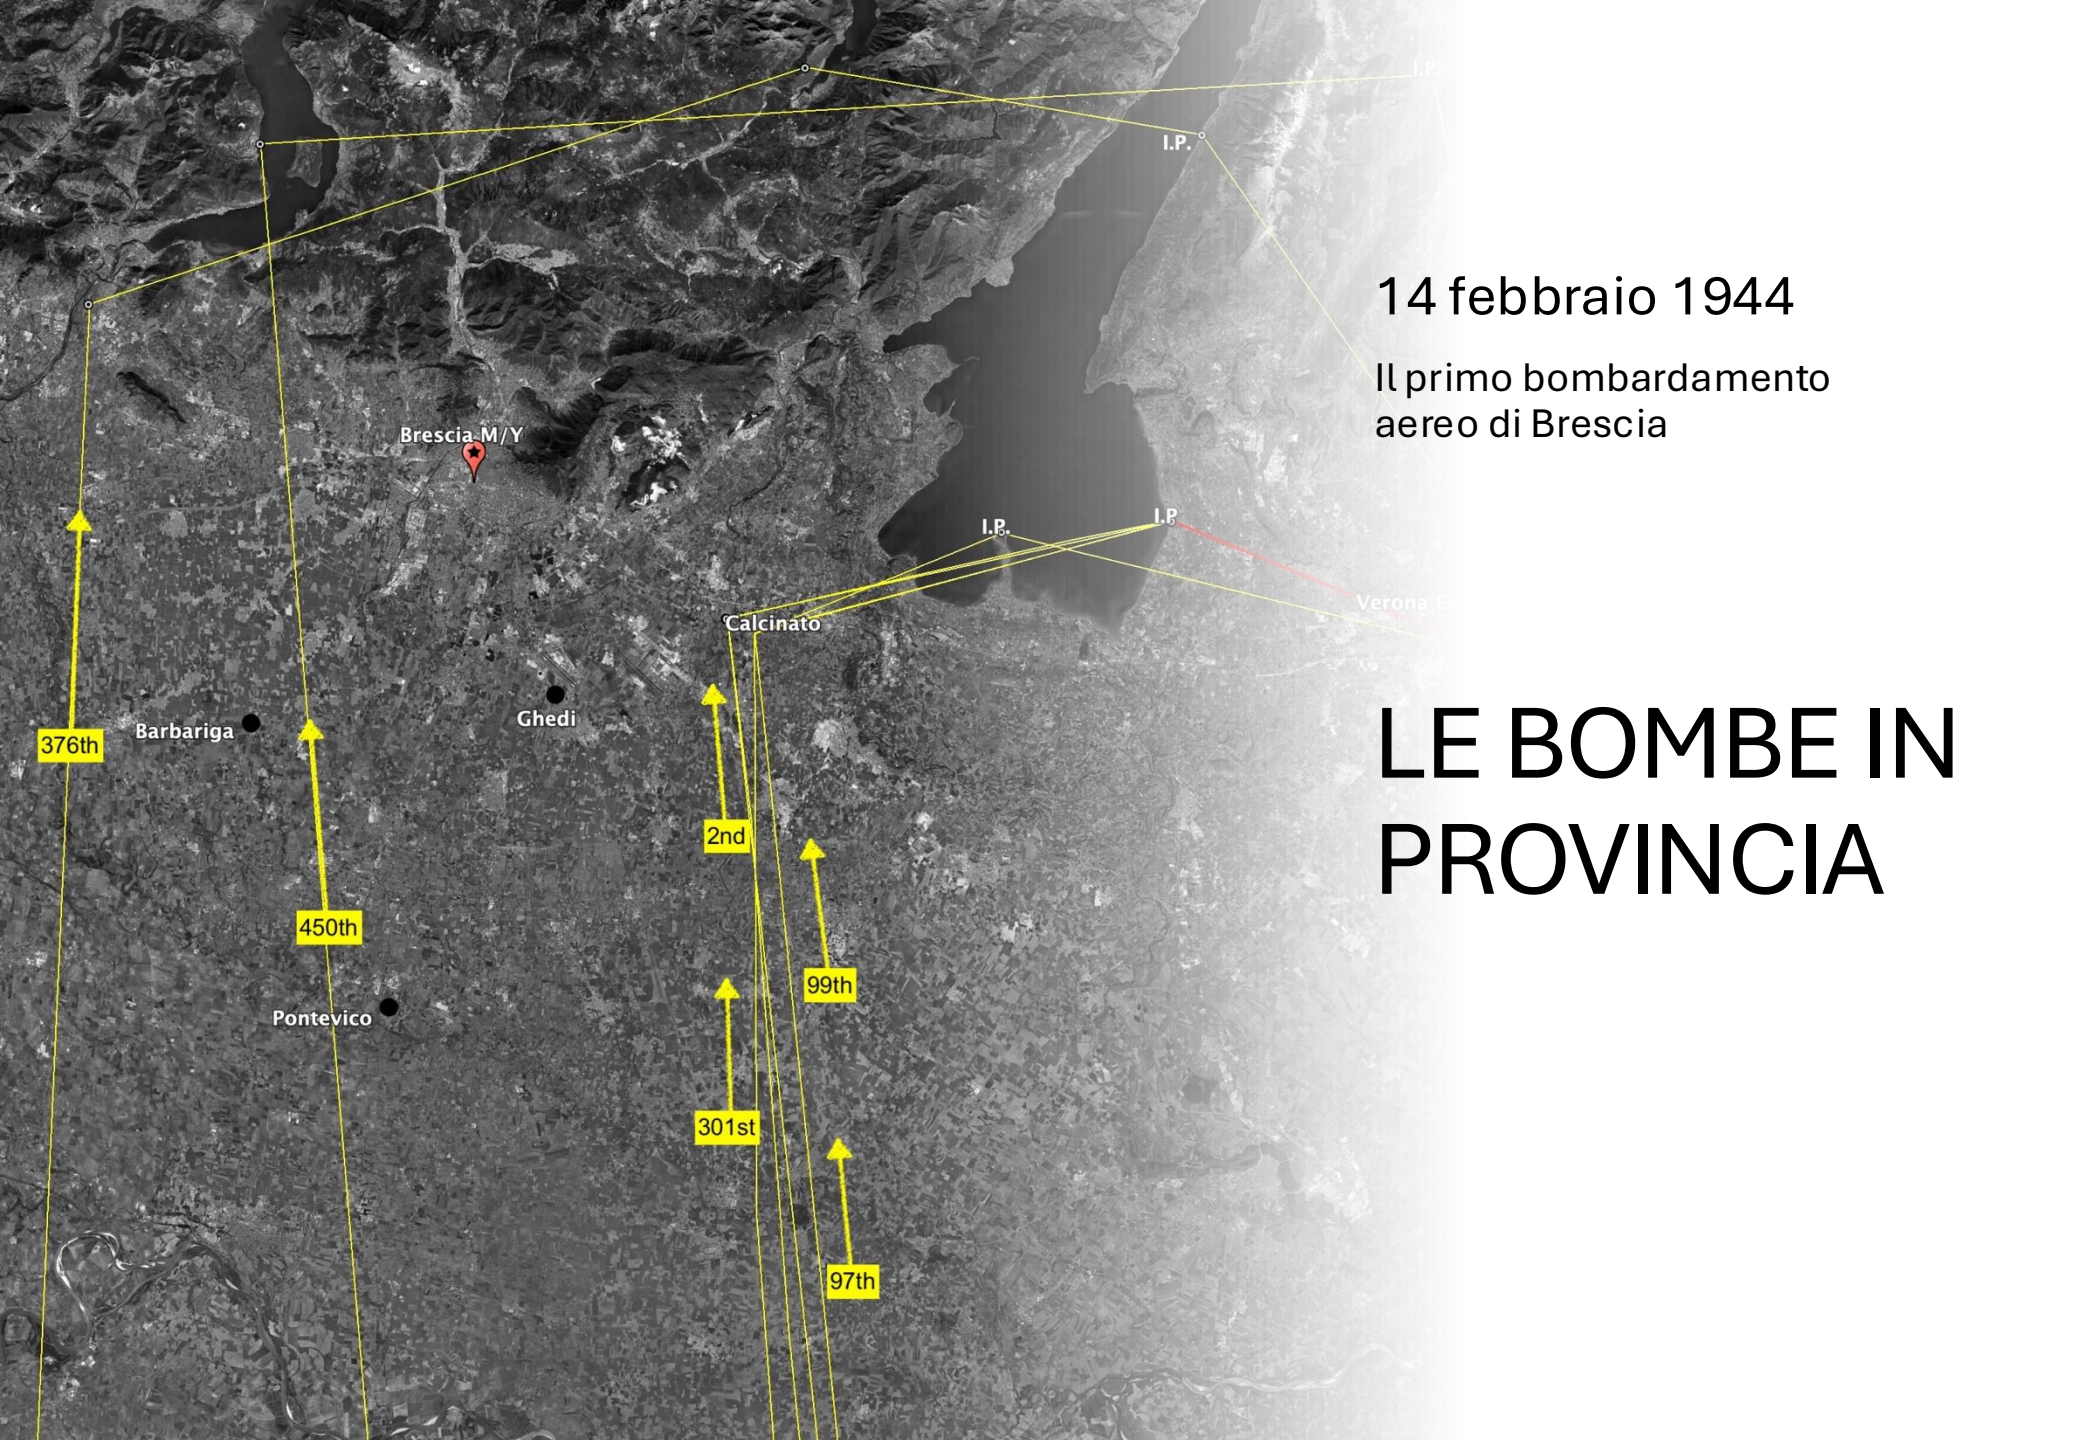 I.P.
I.P.
14 febbraio 1944
Il primo bombardamento
aereo di Brescia
Brescia M/Y
I.P.
I.P.
Verona
Calcinato
Ghedi
Barbariga
376th
LE BOMBE IN
PROVINCIA
2nd
450th
99th
Pontevico
301st
97th